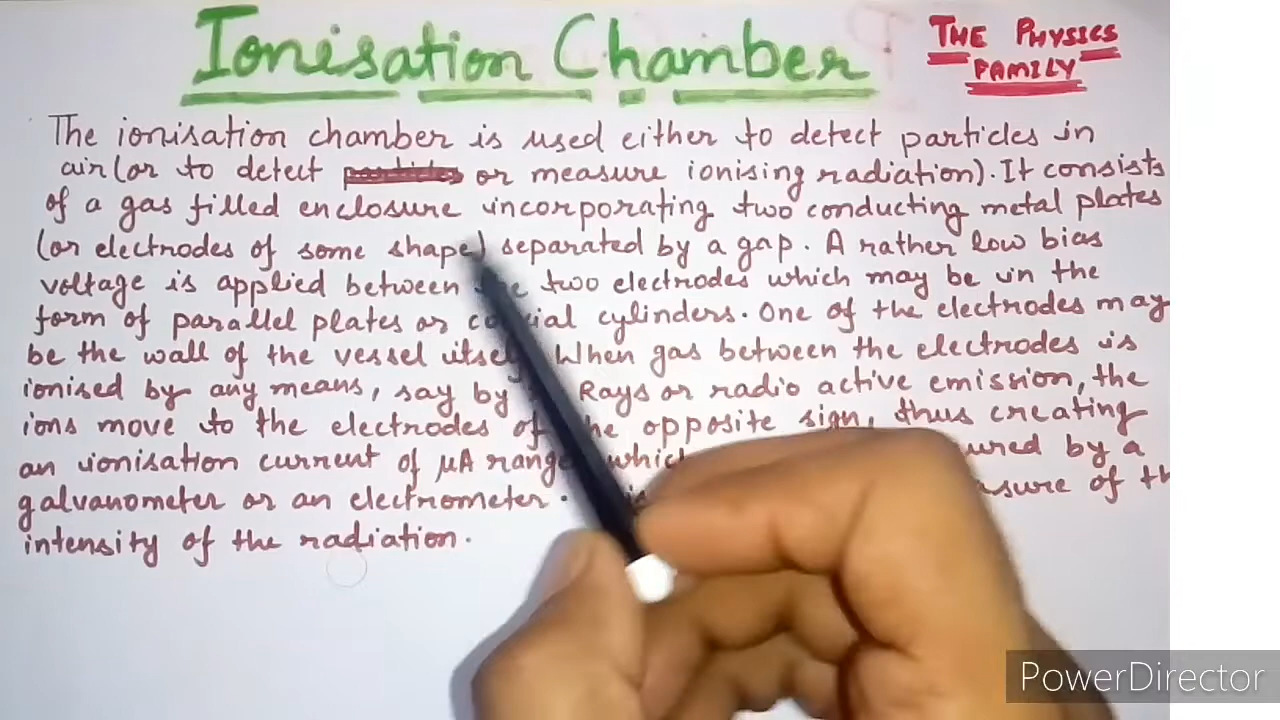 Ionisation Chamber
THE PHYSICS
FAMILY
The ionisation chamber is used either to detect particles in
air (or to detect or measure ionising radiation). It consists
of a gas filled enclosure incorporating two conducting metal plates
(or electrodes of some shape) separated by a gap. A rather low bias
voltage is applied between two electrodes which may be in the
form of parallel plates or cylinders. One of the electrodes may
be the wall of the vessel When gas between the electrodes is
ionised by any means, say by Rays or radio active emission, the
ions move to the electrodes of opposite sign, thus creating
an ionisation current of μA range by a
galvanometer or an electrometer. of
intensity of the radiation.
PowerDirector